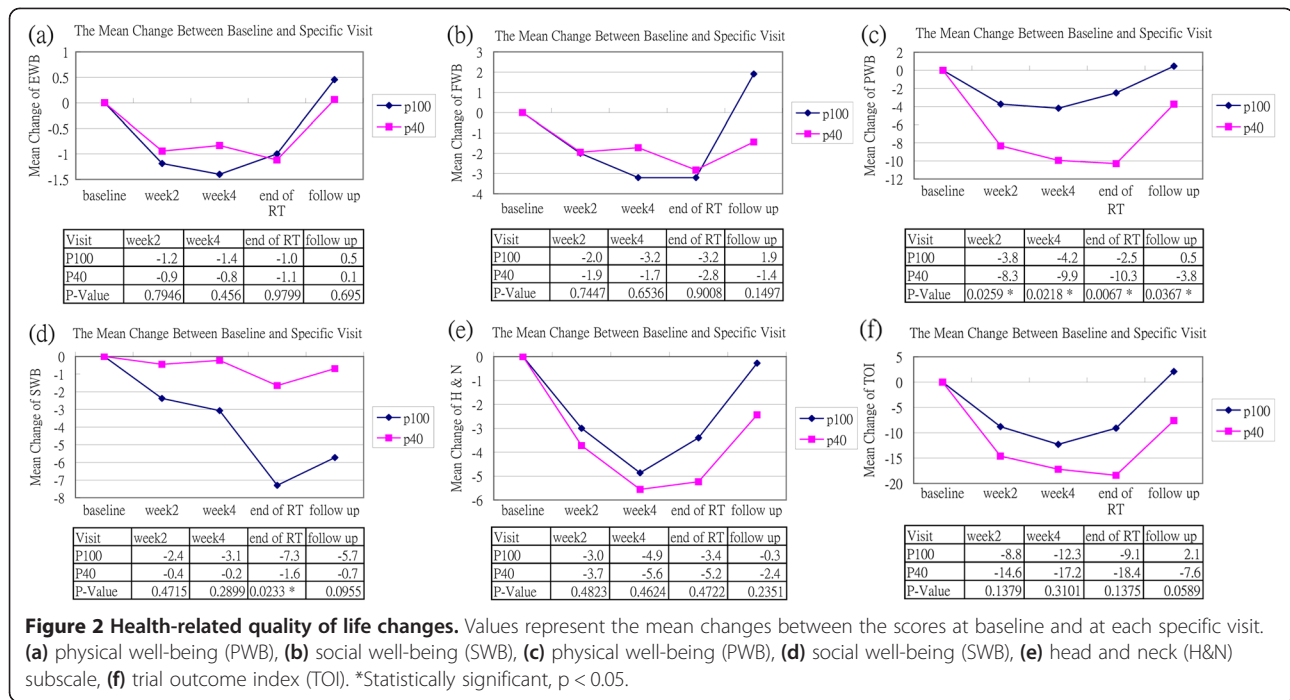 (a) The Mean Change Between Baseline and Specific Visit
Mean Change of EWB
1
0.5
0
-0.5
-1
-1.5
baseline week2 week4 end of RT follow up
p100
p40
Visit week2 week4 end of RT follow up
P100 -1.2 -1.4 -1.0 0.5
P40 -0.9 -0.8 -1.1 0.1
P-Value 0.7946 0.456 0.9799 0.695
(b) The Mean Change Between Baseline and Specific Visit
Mean Change of FWB
3
2
1
0
-1
-2
-3
-4
baseline week2 week4 end of RT follow up
p100
p40
Visit week2 week4 end of RT follow up
P100 -2.0 -3.2 -3.2 1.9
P40 -1.9 -1.7 -2.8 -1.4
P-Value 0.7447 0.6536 0.9008 0.1497
(c) The Mean Change Between Baseline and Specific Visit
Mean Change of PWB
2
0
-2
-4
-6
-8
-10
-12
baseline week2 week4 end of RT follow up
p100
p40
Visit week2 week4 end of RT follow up
P100 -3.8 -4.2 -2.5 0.5
P40 -8.3 -9.9 -10.3 -3.8
P-Value 0.0259 * 0.0218 * 0.0067 * 0.0367 *
(d) The Mean Change Between Baseline and Specific Visit
Mean Change of SWB
0
-1
-2
-3
-4
-5
-6
-7
-8
baseline week2 week4 end of RT follow up
p100
p40
Visit week2 week4 end of RT follow up
P100 -2.4 -3.1 -7.3 -5.7
P40 -0.4 -0.2 -1.6 -0.7
P-Value 0.4715 0.2899 0.0233 * 0.0955
(e) The Mean Change Between Baseline and Specific Visit
Mean Change of H & N
0
-1
-2
-3
-4
-5
-6
baseline week2 week4 end of RT follow up
p100
p40
Visit week2 week4 end of RT follow up
P100 -3.0 -4.9 -3.4 -0.3
P40 -3.7 -5.6 -5.2 -2.4
P-Value 0.4823 0.4624 0.4722 0.2351
(f) The Mean Change Between Baseline and Specific Visit
Mean Change of TOI
5
0
-5
-10
-15
-20
baseline week2 week4 end of RT follow up
p100
p40
Visit week2 week4 end of RT follow up
P100 -8.8 -12.3 -9.1 2.1
P40 -14.6 -17.2 -18.4 -7.6
P-Value 0.1379 0.3101 0.1375 0.0589
Figure 2 Health-related quality of life changes. Values represent the mean changes between the scores at baseline and at each specific visit.
(a) physical well-being (PWB), (b) social well-being (SWB), (c) physical well-being (PWB), (d) social well-being (SWB), (e) head and neck (H&N)
subscale, (f) trial outcome index (TOI). *Statistically significant, p < 0.05.